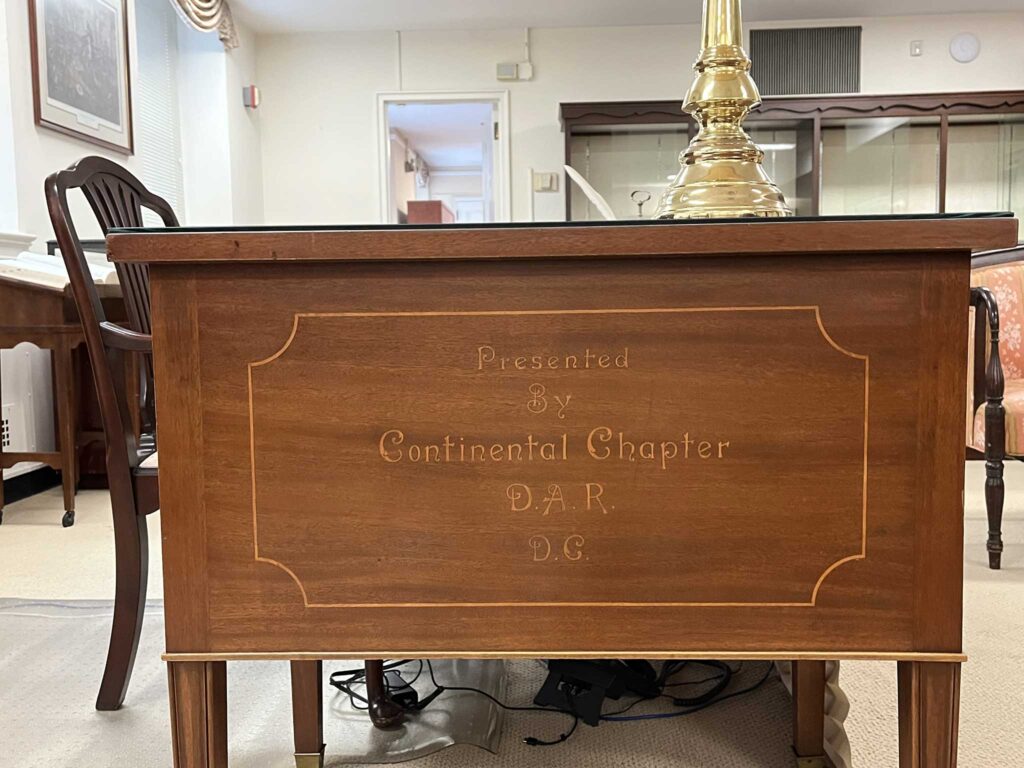 Presented
By
Continental Chapter
D.A.R.
D.C.